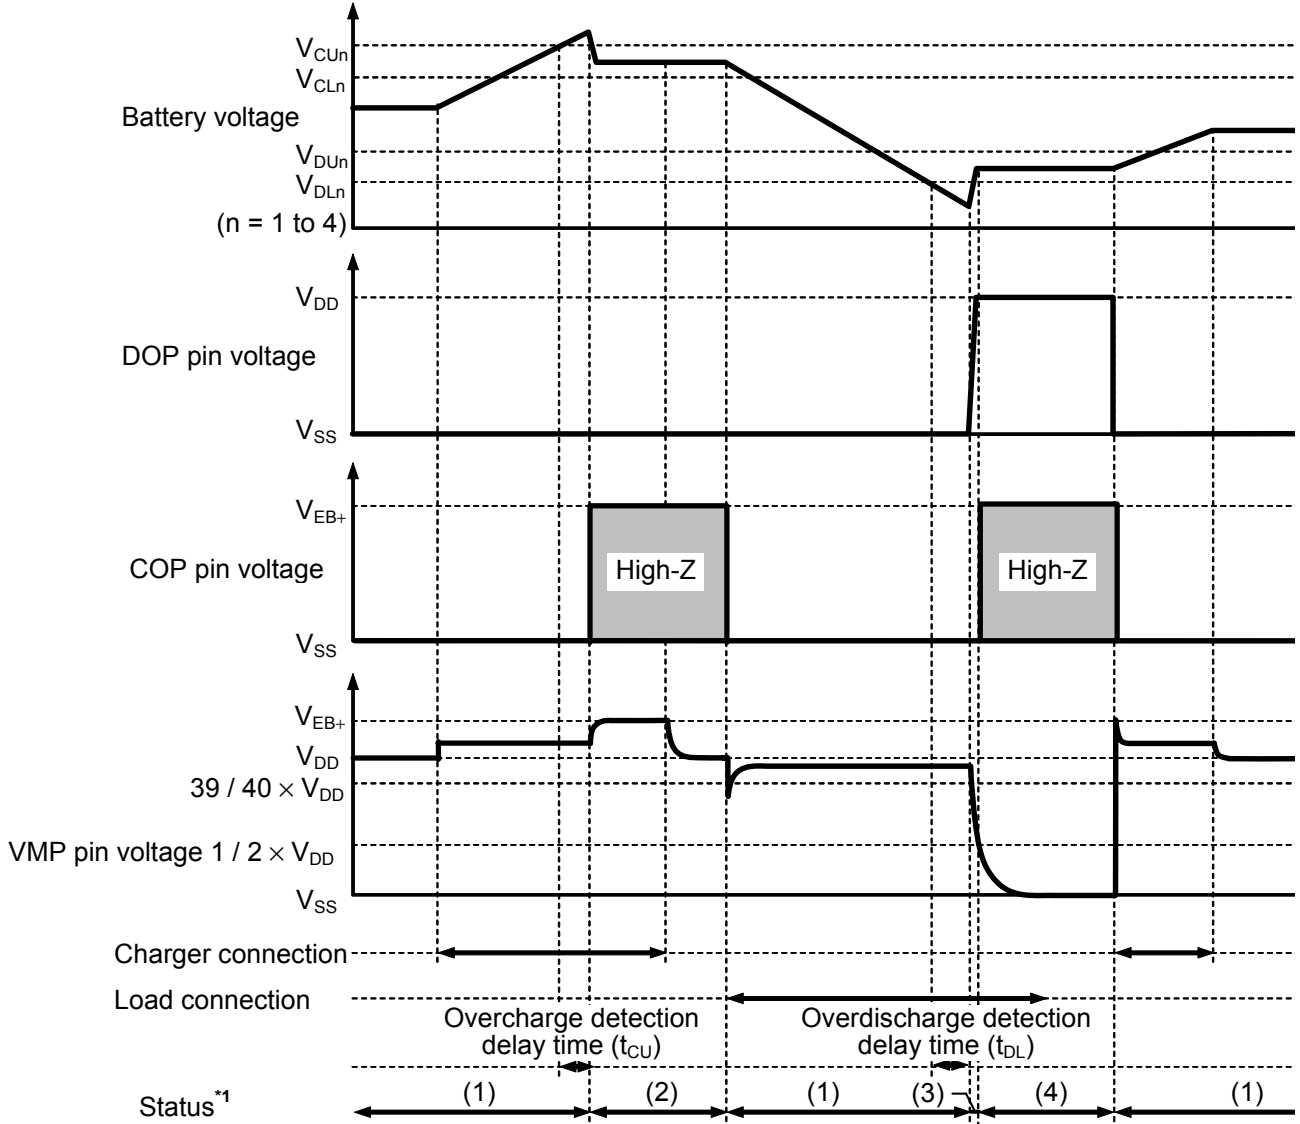 V_CUn
V_CLn
Battery voltage
V_DUn
V_DLn
(n = 1 to 4)
V_DD
DOP pin voltage
V_SS
V_EB+
High-Z
High-Z
COP pin voltage
V_SS
V_EB+
V_DD
39 / 40 × V_DD
VMP pin voltage 1 / 2 × V_DD
V_SS
Charger connection
Load connection
Overcharge detection
delay time (t_CU)
Overdischarge detection
delay time (t_DL)
Status*1
(1) (2) (1) (3) (4) (1)